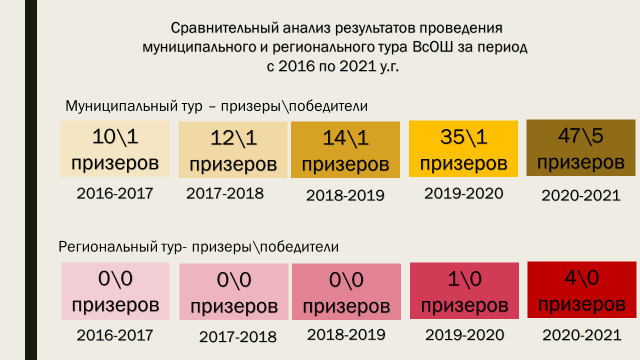 Сравнительный анализ результатов проведения
муниципального и регионального тура ВсОШ за период
с 2016 по 2021 у.г.
Муниципальный тур – призеры\победители
10\1 12\1 14\1 35\1 47\5
призеров призеров призеров призеров призеров
2016-2017 2017-2018 2018-2019 2019-2020 2020-2021
Региональный тур- призеры\победители
0\0 0\0 0\0 1\0 4\0
призеров призеров призеров призеров призеров
2016-2017 2017-2018 2018-2019 2019-2020 2020-2021